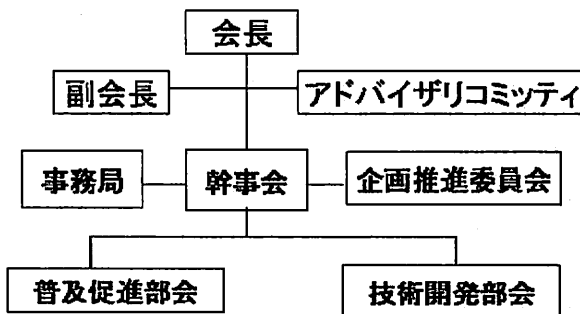 会長
副会長
アドバイザリコミッティ
事務局
幹事会
企画推進委員会
普及促進部会
技術開発部会